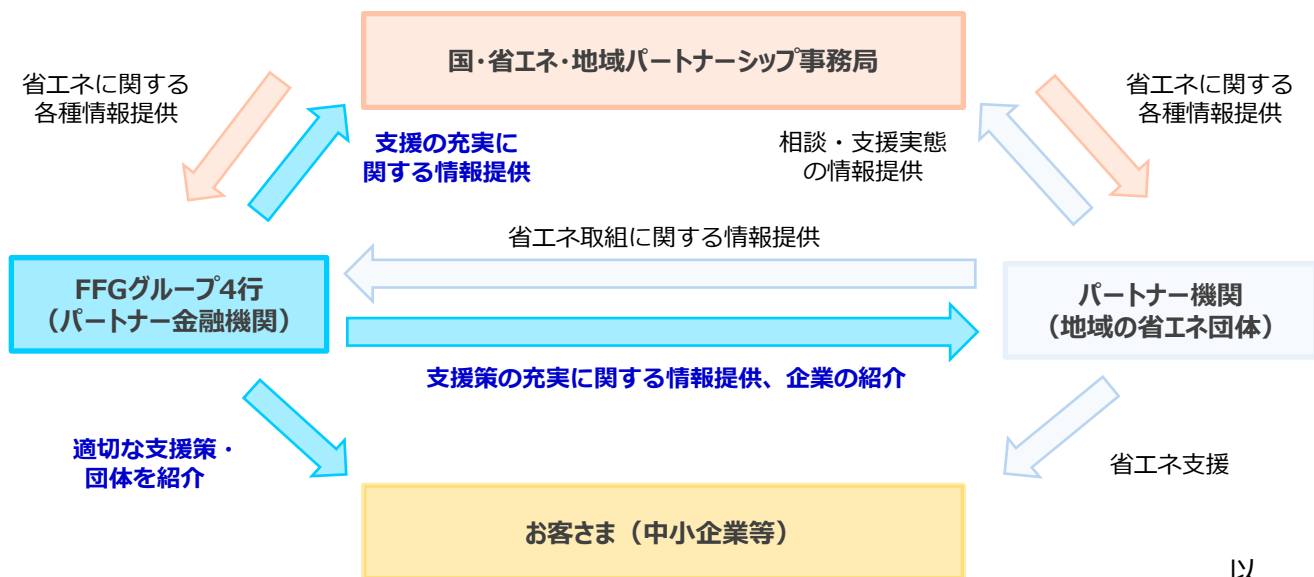 国・省エネ・地域パートナーシップ事務局
省エネに関する
各種情報提供
支援の充実に
関する情報提供
相談・支援実態
の情報提供
省エネに関する
各種情報提供
省エネ取組に関する情報提供
FFGグループ4行
（パートナー金融機関）
パートナー機関
（地域の省エネ団体）
支援策の充実に関する情報提供、企業の紹介
適切な支援策・
団体を紹介
省エネ支援
お客さま（中小企業等）
以